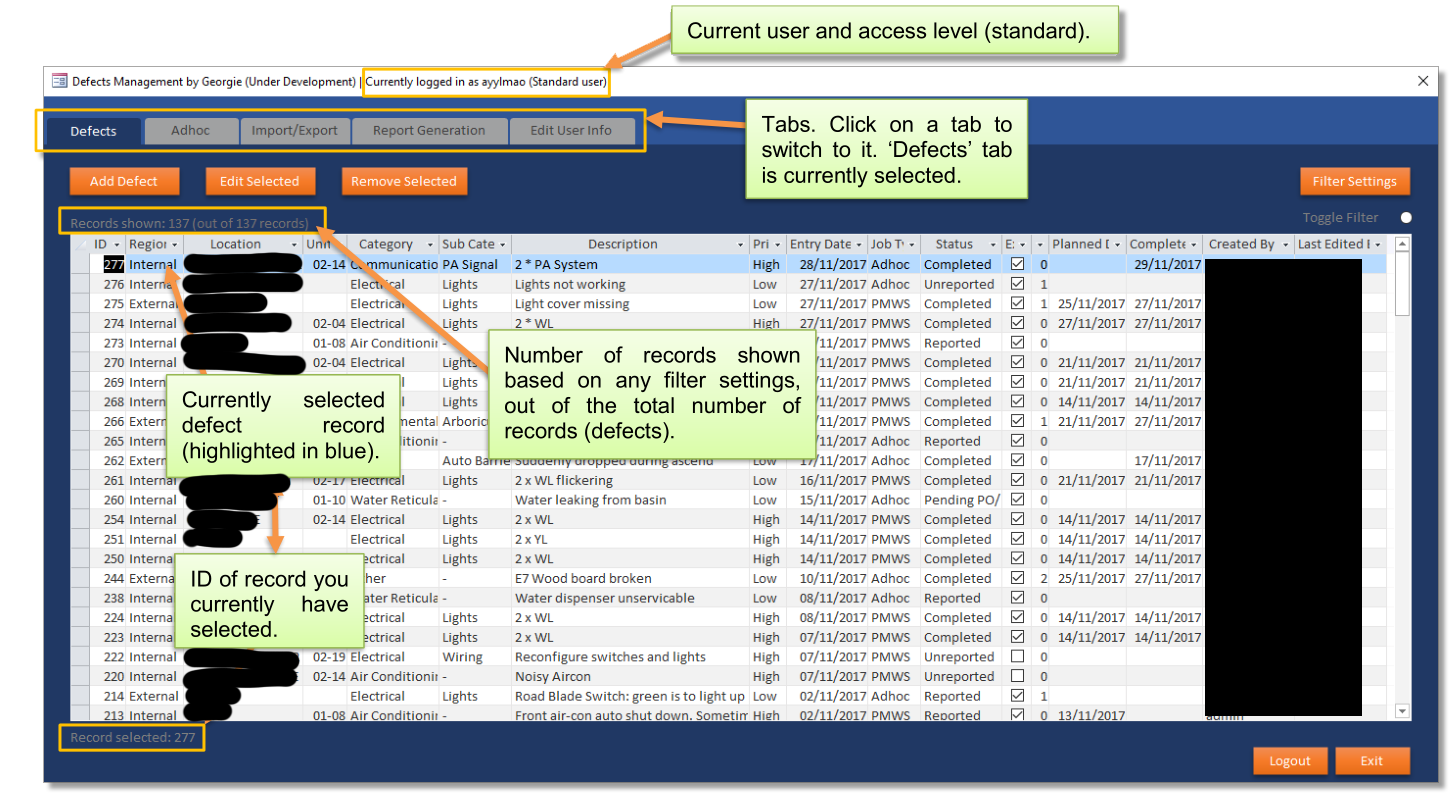 Current user and access level (standard).
Defects Management by Georgie (Under Development) | Currently logged in as ayylmao (Standard user)
Defects Adhoc Import/Export Report Generation Edit User Info
Tabs. Click on a tab to
switch to it. ‘Defects’ tab
is currently selected.
Add Defect Edit Selected Remove Selected Filter Settings
Records shown: 137 (out of 137 records) Toggle Filter
ID Region Location Unit Category Sub Cate Description Pri Entry Date Job Ty Status E: Planned D Complete Created By Last Edited
277 Internal 02-14 Communicatio PA Signal 2 * PA System High 28/11/2017 Adhoc Completed 0 29/11/2017
276 Interna Electrical Lights Lights not working Low 27/11/2017 Adhoc Unreported 1
275 External Electrical Lights Light cover missing Low 27/11/2017 PMWS Completed 1 25/11/2017 27/11/2017
274 Internal 02-04 Electrical Lights 2 * WL High 27/11/2017 PMWS Completed 0 27/11/2017 27/11/2017
273 Internal 01-08 Air Conditionir - /11/2017 PMWS Reported 0
270 Internal 02-04 Electrical Lights /11/2017 PMWS Completed 0 21/11/2017 21/11/2017
269 Intern Lights /11/2017 PMWS Completed 0 21/11/2017 21/11/2017
268 Intern Lights /11/2017 PMWS Completed 0 14/11/2017 14/11/2017
266 Extern mental Arboricu /11/2017 PMWS Completed 1 21/11/2017 27/11/2017
265 Intern itionir - /11/2017 Adhoc Reported 0
262 Extern Auto Barrie Suddenly dropped during ascend Low 17/11/2017 Adhoc Completed 0 17/11/2017
Number of records shown
based on any filter settings,
out of the total number of
records (defects).
Currently selected
defect record
(highlighted in blue).
261 Interna 02-17 Electrical Lights 2 x WL flickering Low 16/11/2017 PMWS Completed 0 21/11/2017 21/11/2017
260 Internal 01-10 Water Reticula - Water leaking from basin Low 15/11/2017 Adhoc Pending PO/ 0
254 Internal 02-14 Electrical Lights 2 x WL High 14/11/2017 PMWS Completed 0 14/11/2017 14/11/2017
251 Internal Electrical Lights 2 x YL High 14/11/2017 PMWS Completed 0 14/11/2017 14/11/2017
250 Interna ectrical Lights 2 x WL High 14/11/2017 PMWS Completed 0 14/11/2017 14/11/2017
244 Externa her - E7 Wood board broken Low 10/11/2017 Adhoc Completed 2 25/11/2017 27/11/2017
238 Interna ater Reticula - Water dispenser unservicable Low 08/11/2017 Adhoc Reported 0
224 Interna ectrical Lights 2 x WL High 08/11/2017 PMWS Completed 0 14/11/2017 14/11/2017
223 Interna ectrical Lights 2 x WL High 07/11/2017 PMWS Completed 0 14/11/2017 14/11/2017
ID of record you
currently have
selected.
222 Internal 02-19 Electrical Wiring Reconfigure switches and lights High 07/11/2017 PMWS Unreported 0
220 Internal 02-14 Air Conditionir - Noisy Aircon High 07/11/2017 PMWS Unreported 0
214 External Electrical Lights Road Blade Switch: green is to light up Low 02/11/2017 Adhoc Reported 1
213 Internal 01-08 Air Conditionir - Front air-con auto shut down. Sometim High 02/11/2017 PMWS Reported 0 13/11/2017 admin
Record selected: 277
Logout Exit